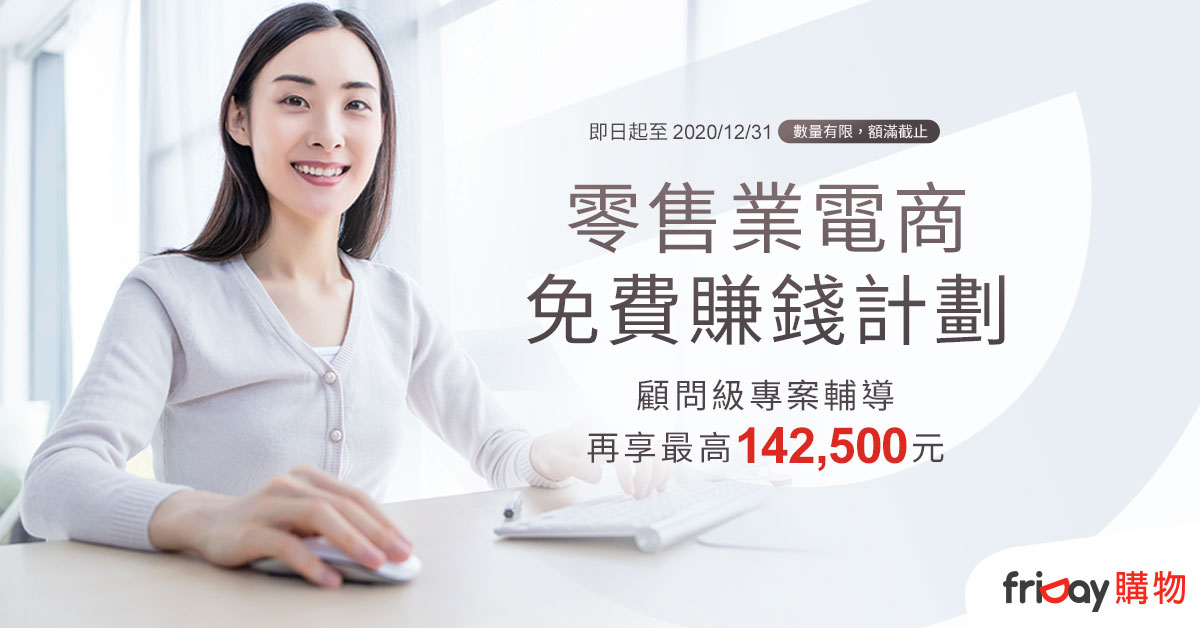 即日起至 2020/12/31 數量有限，額滿截止
零售業電商
免費賺錢計劃
顧問級專案輔導
再享最高142,500元
friDay購物